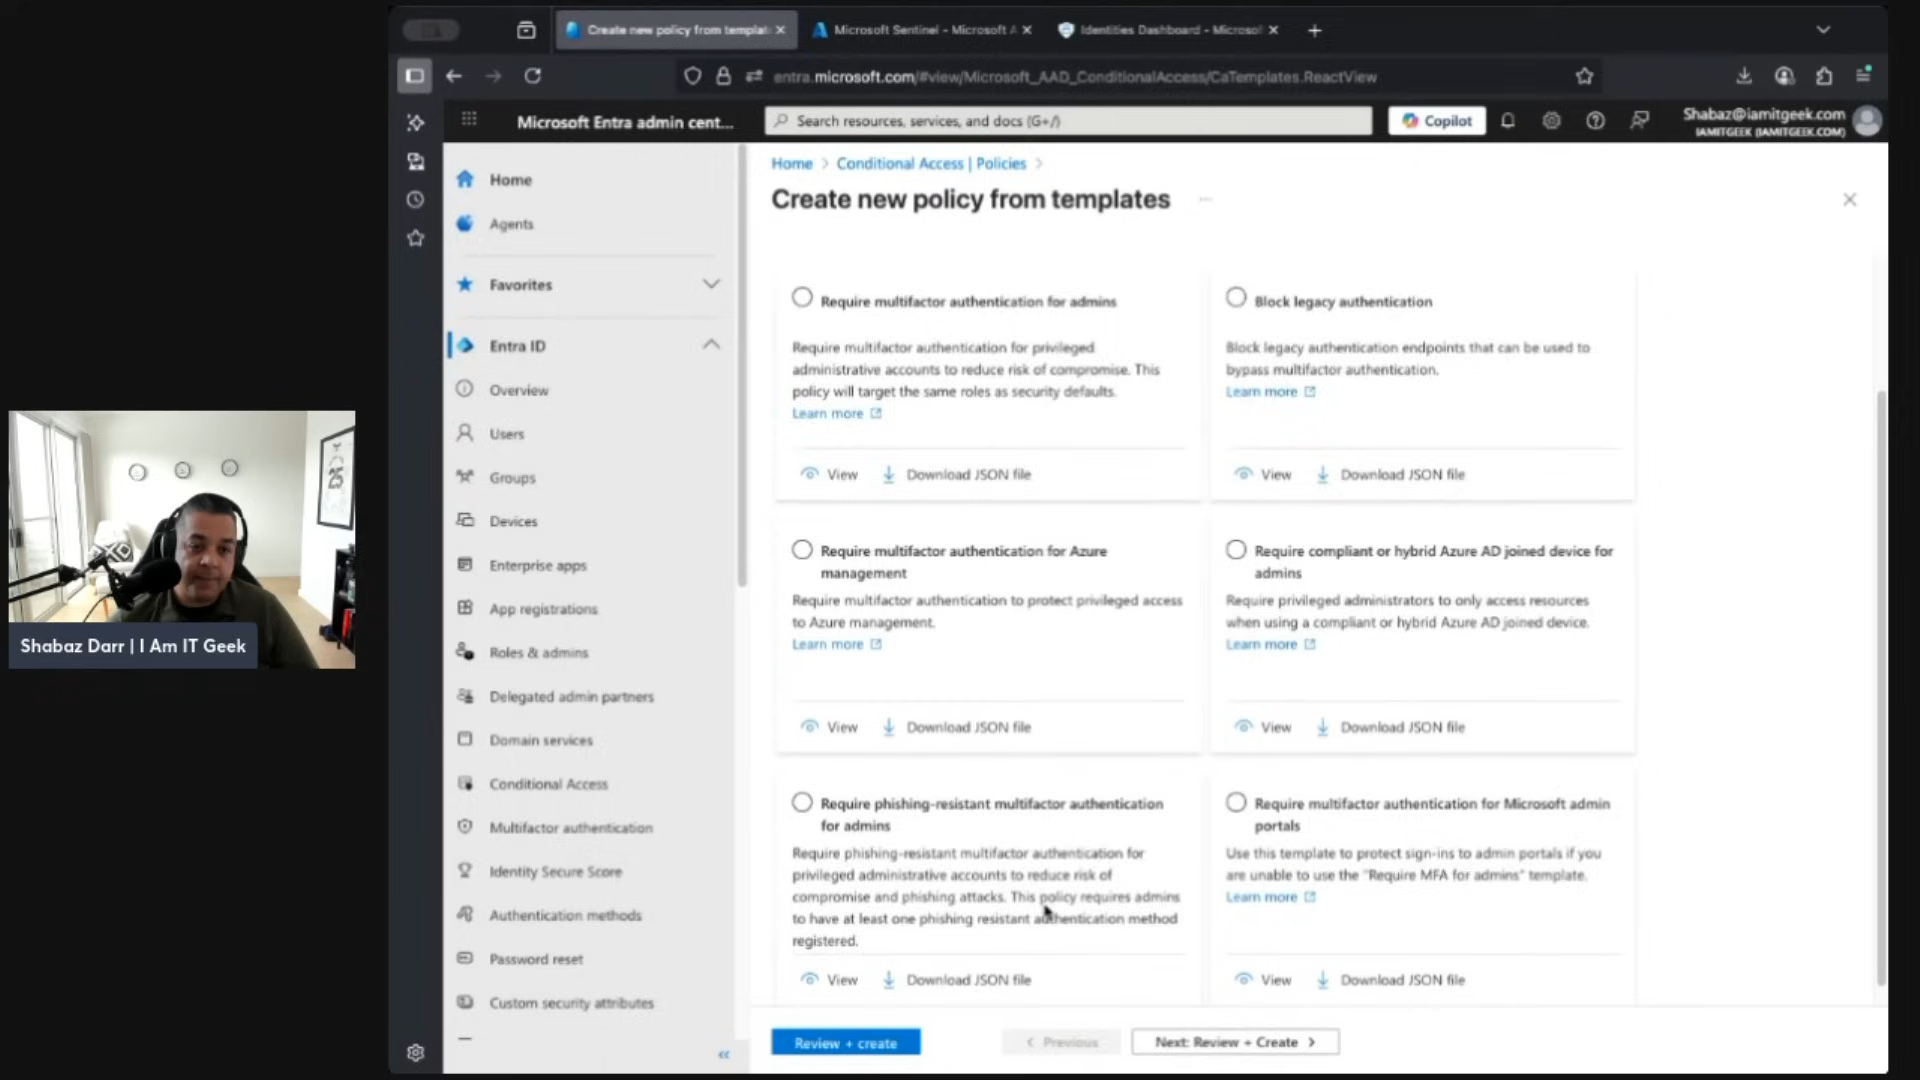 Create new policy from templat
Microsoft Sentinel - Microsoft A
Identities Dashboard - Microsof
entra.microsoft.com/#view/Microsoft_AAD_ConditionalAccess/CaTemplates.ReactView
Microsoft Entra admin cent...
Search resources, services, and docs (G+/)
Copilot
Shabaz@iamitgeek.com
IAMITGEEK (IAMITGEEK.COM)
Home
Agents
Favorites
Entra ID
Overview
Users
Groups
Devices
Enterprise apps
App registrations
Roles & admins
Delegated admin partners
Domain services
Conditional Access
Multifactor authentication
Identity Secure Score
Authentication methods
Password reset
Custom security attributes
Home > Conditional Access | Policies >
Create new policy from templates ...
Require multifactor authentication for admins
Require multifactor authentication for privileged
administrative accounts to reduce risk of compromise. This
policy will target the same roles as security defaults.
Learn more
View
Download JSON file
Block legacy authentication
Block legacy authentication endpoints that can be used to
bypass multifactor authentication.
Learn more
View
Download JSON file
Require multifactor authentication for Azure
management
Require multifactor authentication to protect privileged access
to Azure management.
Learn more
View
Download JSON file
Require compliant or hybrid Azure AD joined device for
admins
Require privileged administrators to only access resources
when using a compliant or hybrid Azure AD joined device.
Learn more
View
Download JSON file
Require phishing-resistant multifactor authentication
for admins
Require phishing-resistant multifactor authentication for
privileged administrative accounts to reduce risk of
compromise and phishing attacks. This policy requires admins
to have at least one phishing resistant authentication method
registered.
View
Download JSON file
Require multifactor authentication for Microsoft admin
portals
Use this template to protect sign-ins to admin portals if you
are unable to use the "Require MFA for admins" template.
Learn more
View
Download JSON file
Review + create
< Previous
Next: Review + Create >
25
Shabaz Darr | I Am IT Geek